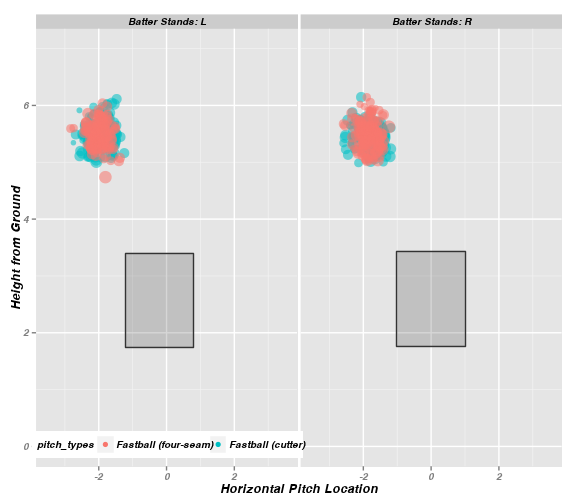 Batter Stands: L
Batter Stands: R
6
4
2
0
Height from Ground
pitch_types Fastball (four-seam) Fastball (cutter)
-2 0 2
-2 0 2
Horizontal Pitch Location